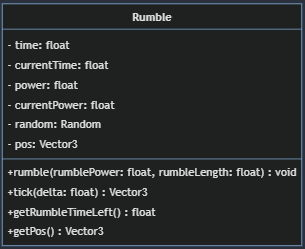 Rumble
- time: float
- currentTime: float
- power: float
- currentPower: float
- random: Random
- pos: Vector3
+rumble(rumblePower: float, rumbleLength: float) : void
+tick(delta: float) : Vector3
+getRumbleTimeLeft() : float
+getPos() : Vector3